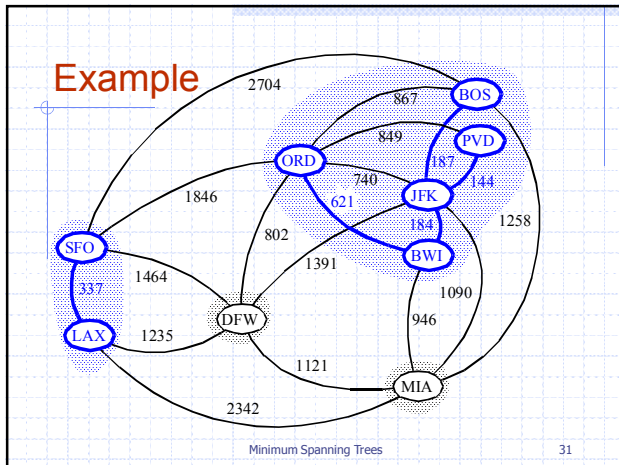 Example
2704
BOS
867
PVD
849
ORD
187
740
144
JFK
1846
621
184
1258
SFO
802
1391
BWI
1464
337
1090
DFW
946
LAX
1235
1121
MIA
2342
Minimum Spanning Trees
31